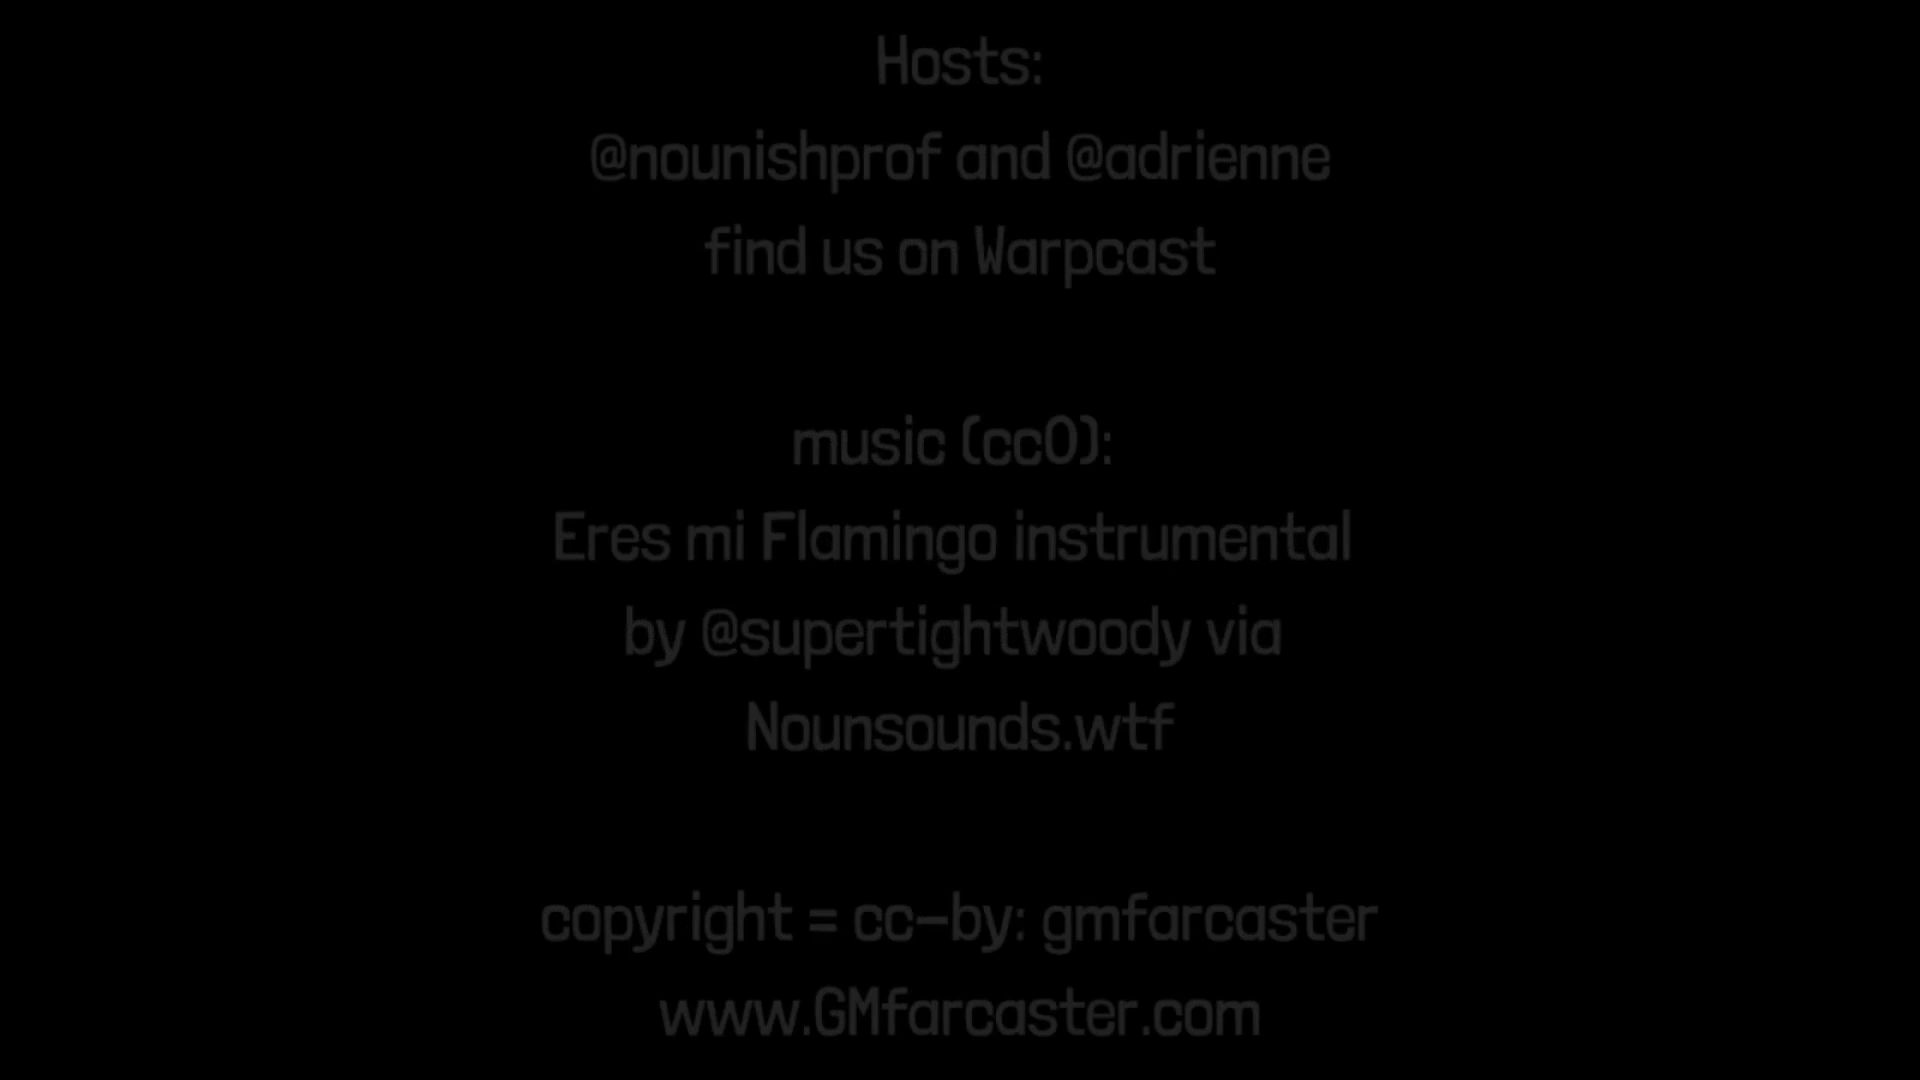 Hosts:
@nounishprof and @adrienne
find us on Warpcast
music (cc0):
Eres mi Flamingo instrumental
by @supertightwoody via
Nounsounds.wtf
copyright = cc-by: gmfarcaster
www.GMfarcaster.com